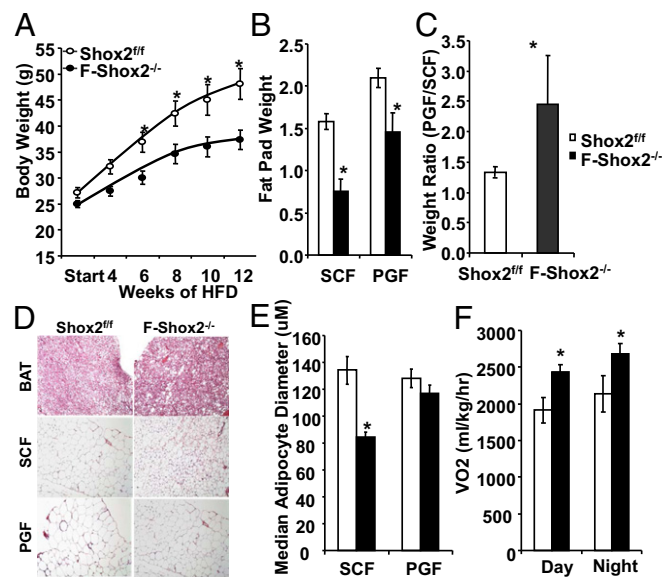 A
Shox2f/f
F-Shox2-/-
Body Weight (g)
55
50
45
40
35
30
25
20
15
* * * * *
Start 4 6 8 10 12
Weeks of HFD
B
Fat Pad Weight
2.5
2.0
1.5
1.0
0.5
0.0
*
*
SCF PGF
C
Weight Ratio (PGF/SCF)
3.5
3.0
2.5
2.0
1.5
1.0
0.5
0.0
*
Shox2f/f
F-Shox2-/-
Shox2f/f F-Shox2-/-
D
Shox2f/f F-Shox2-/-
BAT
SCF
PGF
E
Median Adipocyte Diameter (uM)
160
140
120
100
80
60
40
20
0
*
SCF PGF
F
VO2 (ml/kg/hr)
3000
2500
2000
1500
1000
500
0
*
*
Day Night